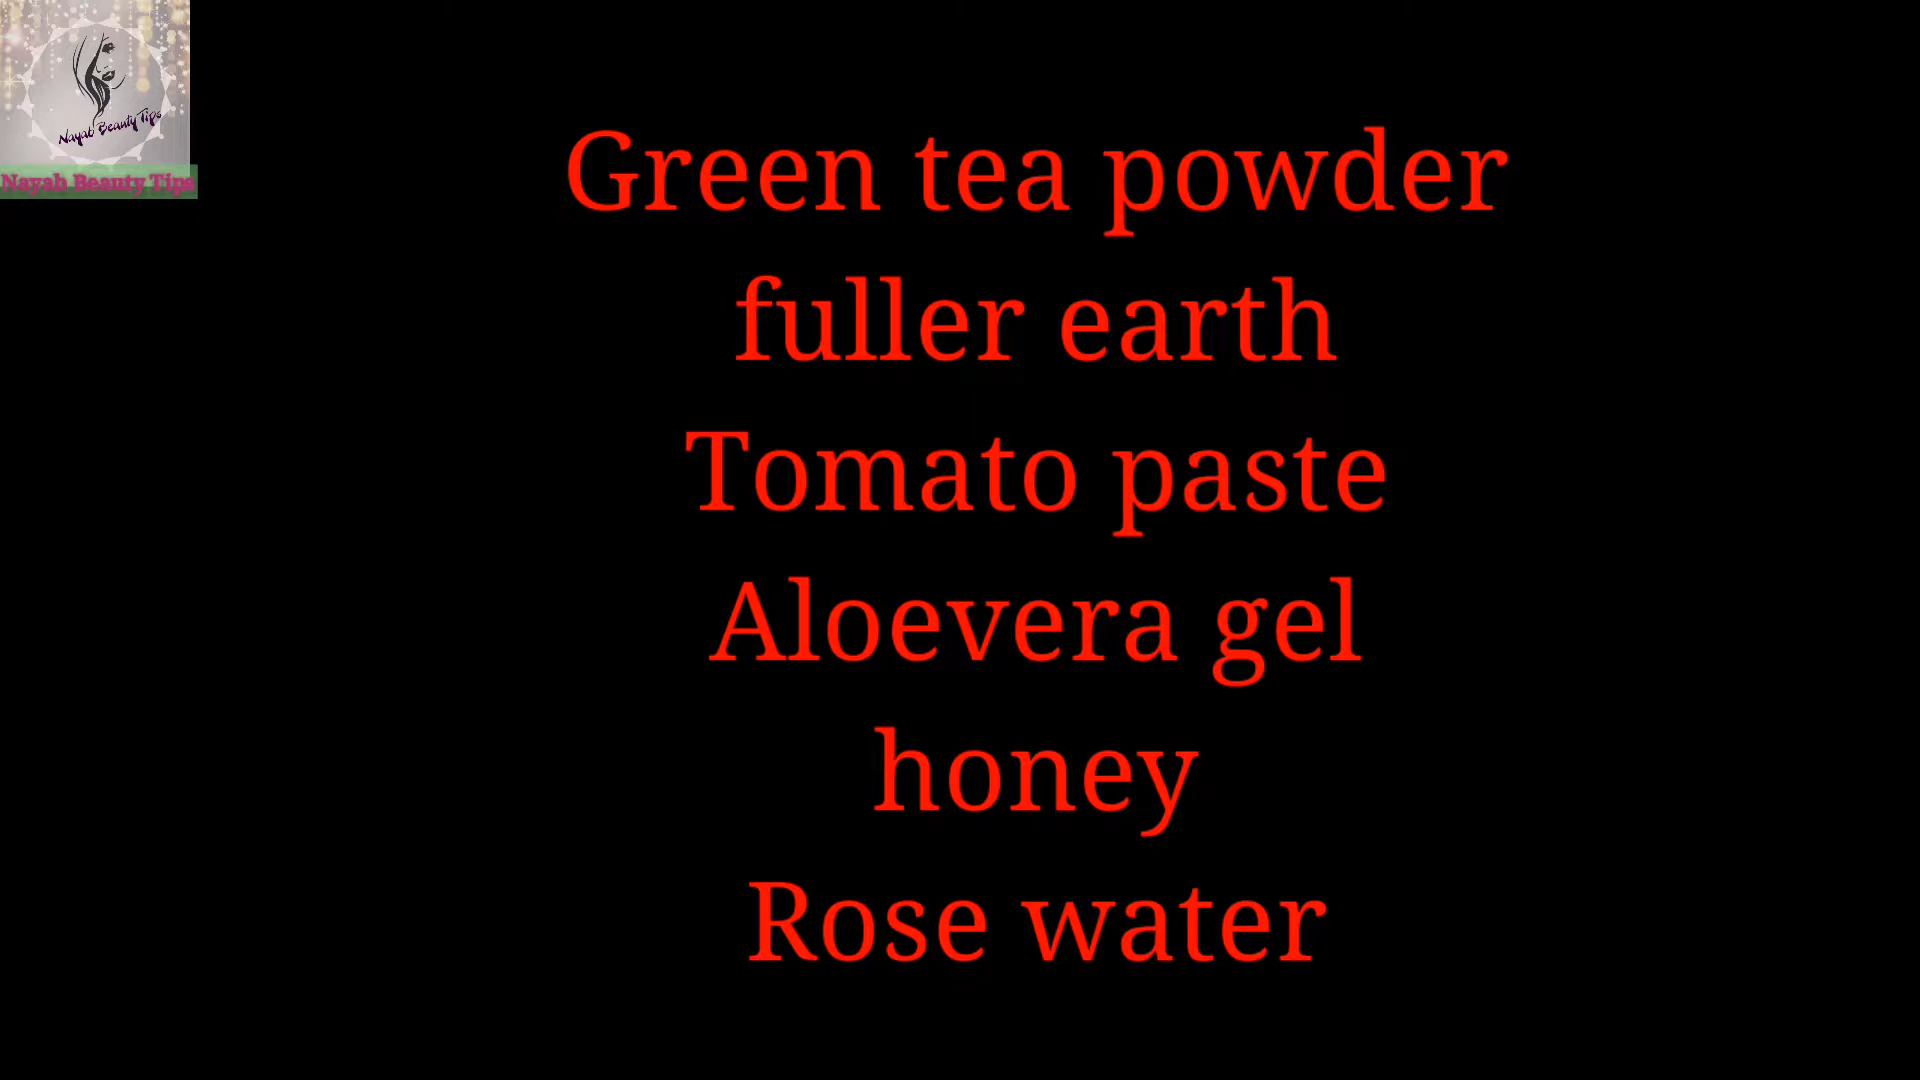 Nayab Beauty Tips
Nayab Beauty Tips
Green tea powder
fuller earth
Tomato paste
Aloevera gel
honey
Rose water